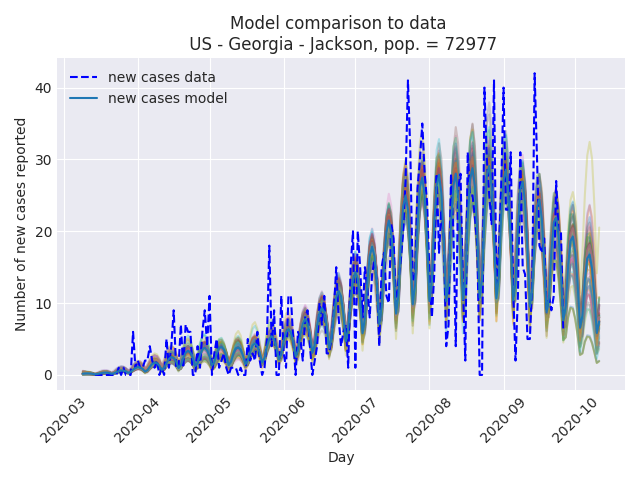 Model comparison to data
US - Georgia - Jackson, pop. = 72977
new cases data
new cases model
Number of new cases reported
40
30
20
10
0
2020-03
2020-04
2020-05
2020-06
2020-07
2020-08
2020-09
2020-10
Day